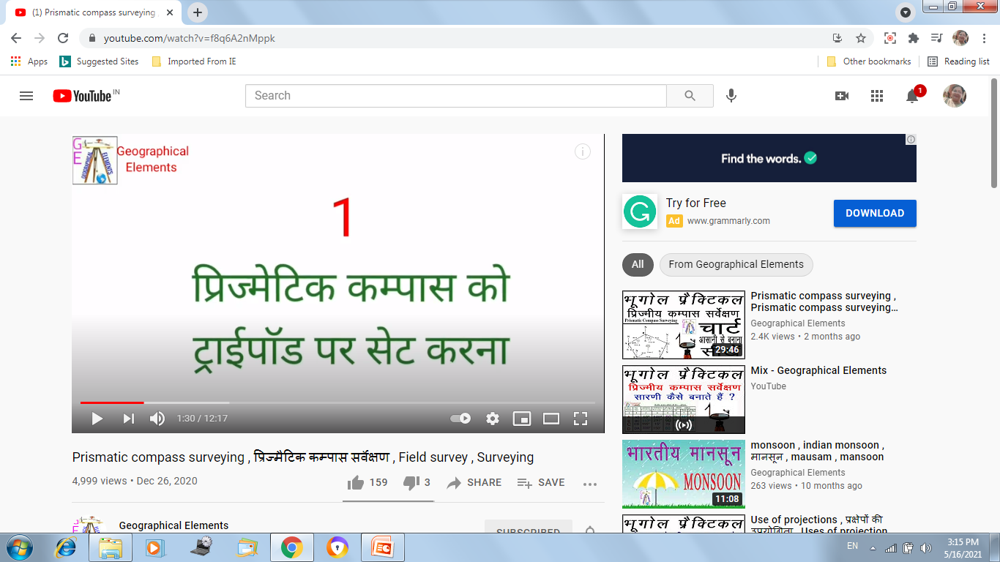 (1) Prismatic compass surveying
youtube.com/watch?v=f8q6A2nMppk
Apps
Suggested Sites
Imported From IE
Other bookmarks
Reading list
YouTube IN
Search
1
GE
GEOGRAPHICAL ELEMENTS
Geographical
Elements
1
प्रिज्मेटिक कम्पास को
ट्राईपॉड पर सेट करना
1:30 / 12:17
Prismatic compass surveying , प्रिज्मैटिक कम्पास सर्वेक्षण , Field survey , Surveying
4,999 views • Dec 26, 2020
159
3
SHARE
SAVE
Geographical Elements
SUBSCRIBED
Find the words.
Try for Free
Ad www.grammarly.com
DOWNLOAD
All
From Geographical Elements
भूगोल प्रैक्टिकल
प्रिज्मीय कम्पास सर्वेक्षण
Prismatic Compass Surveying
चार्ट
आसानी से बनाना
29:46
Prismatic compass surveying ,
Prismatic compass surveying...
Geographical Elements
2.4K views • 2 months ago
भूगोल प्रैक्टिकल
प्रिज्मीय कम्पास सर्वेक्षण
सारणी कैसे बनाते हैं ?
Mix - Geographical Elements
YouTube
भारतीय मानसून
MONSOON
11:08
monsoon , indian monsoon ,
मानसून , mausam , mansoon
Geographical Elements
263 views • 10 months ago
भूगोल प्रैक्टिकल
Use of projections , प्रक्षेपों की
उपयोगिता , Uses of projection
EN
3:15 PM
5/16/2021